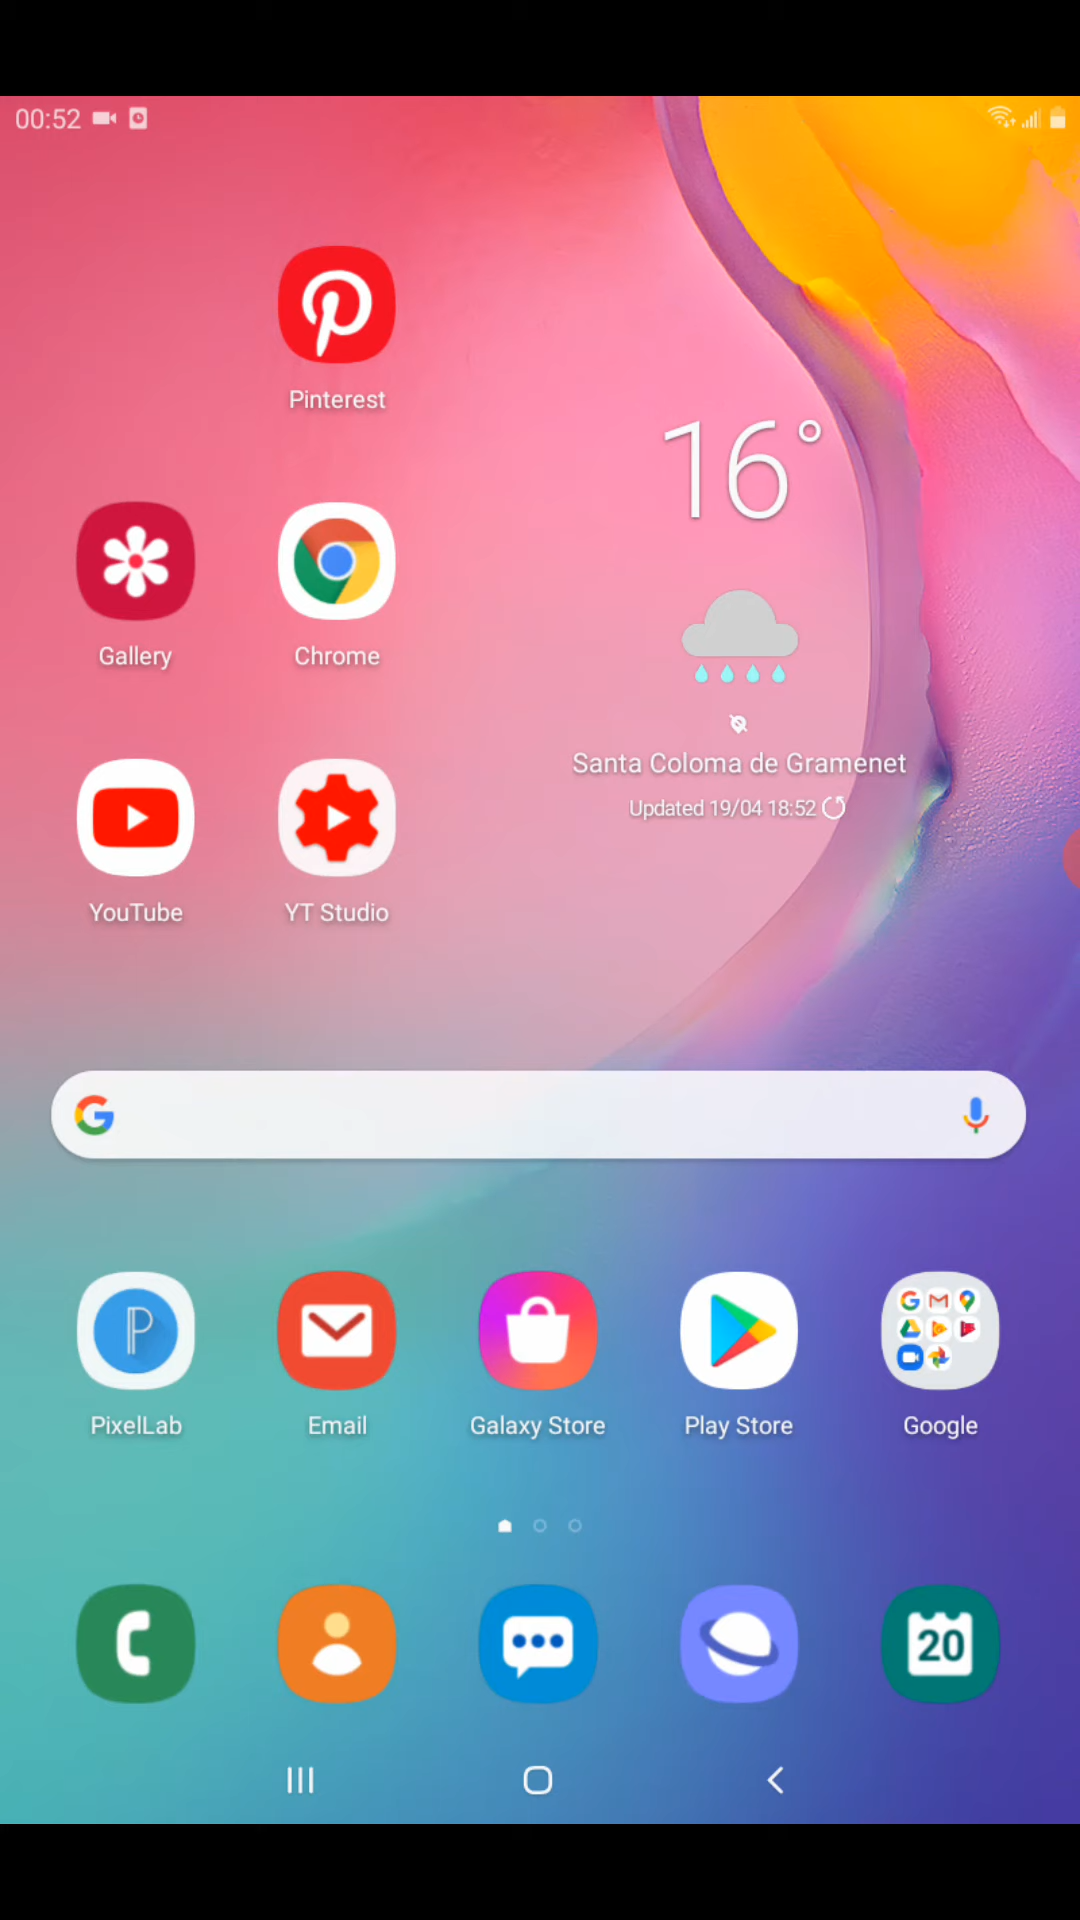 00:52
Pinterest
16°
Gallery
Chrome
Santa Coloma de Gramenet
Updated 19/04 18:52
YouTube
YT Studio
PixelLab
Email
Galaxy Store
Play Store
Google
20